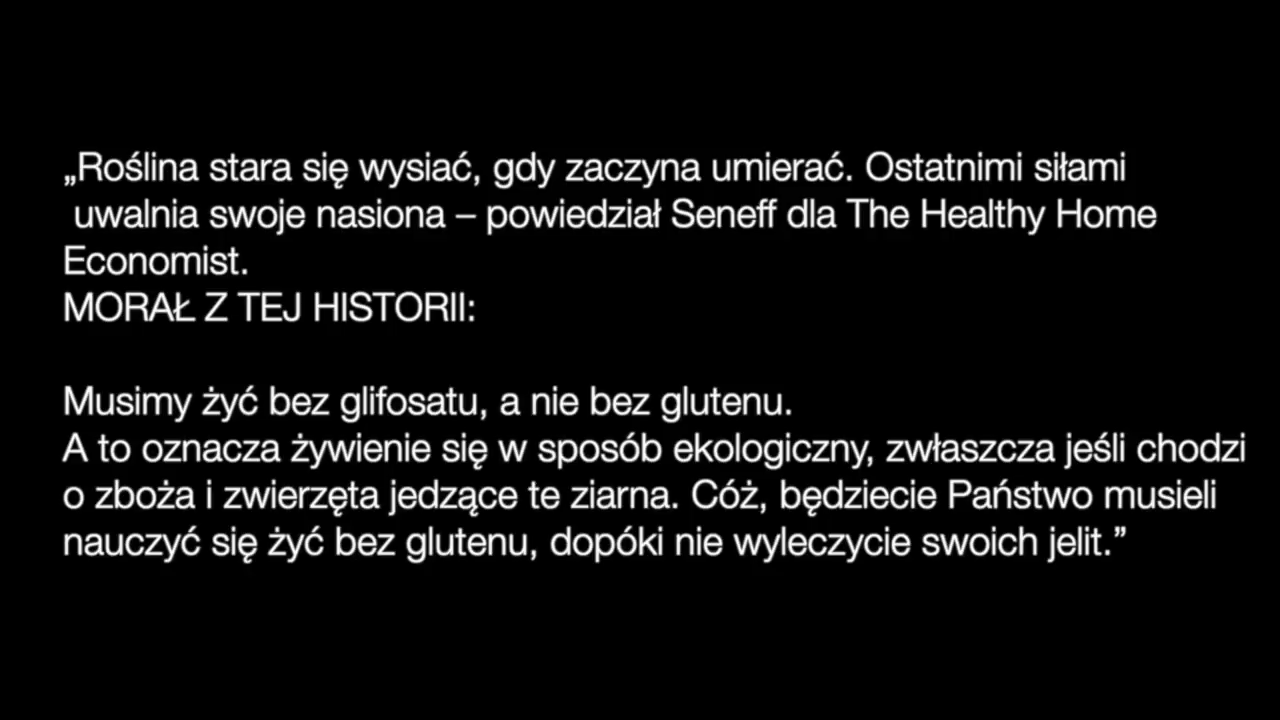 „Roślina stara się wysiać, gdy zaczyna umierać. Ostatnimi siłami
uwalnia swoje nasiona – powiedział Seneff dla The Healthy Home
Economist.
MORAŁ Z TEJ HISTORII:
Musimy żyć bez glifosatu, a nie bez glutenu.
A to oznacza żywienie się w sposób ekologiczny, zwłaszcza jeśli chodzi
o zboża i zwierzęta jedzące te ziarna. Cóż, będziecie Państwo musieli
nauczyć się żyć bez glutenu, dopóki nie wyleczycie swoich jelit.”